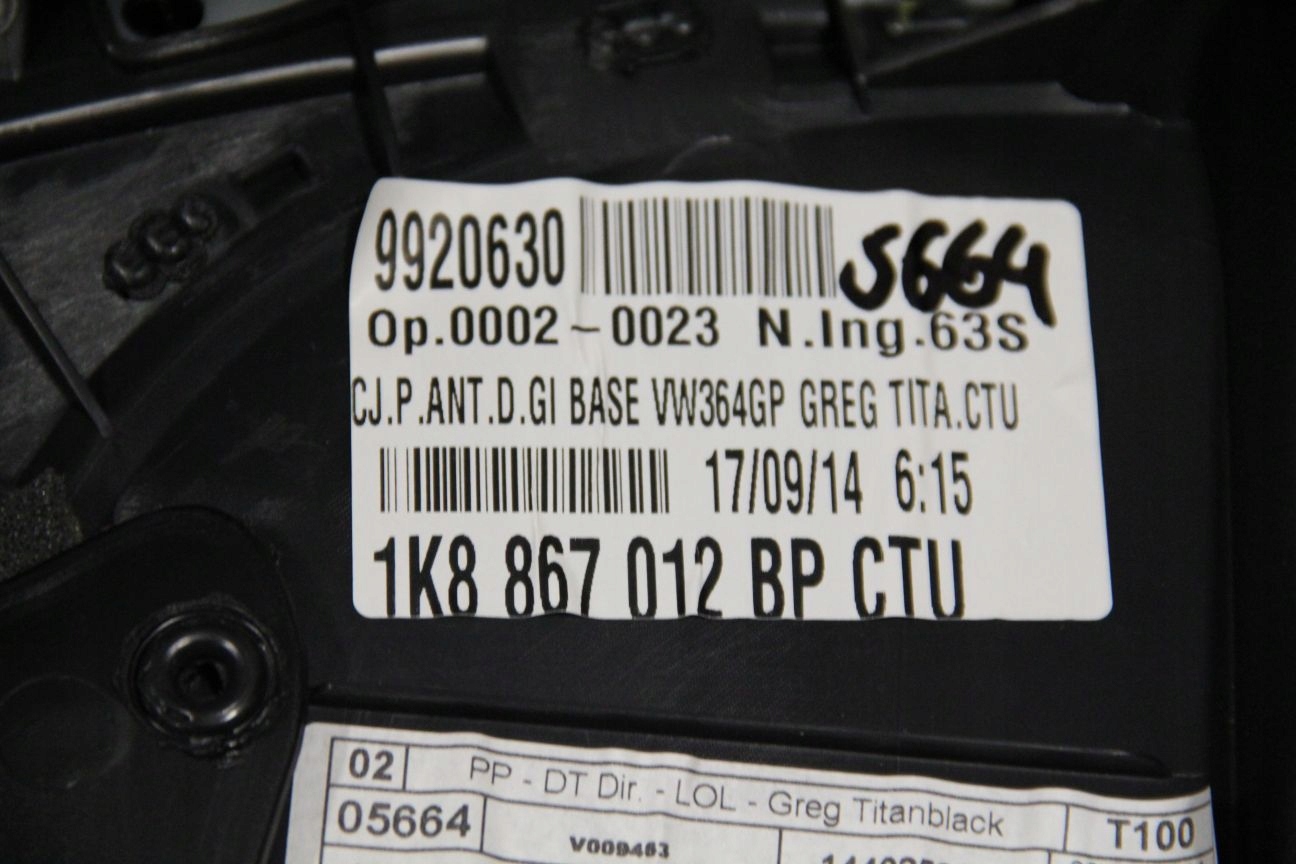 9920630 5664
Op.0002~0023 N.Ing.63S
CJ.P.ANT.D.GI BASE VW364GP GREG TITA.CTU
17/09/14 6:15
1K8 867 012 BP CTU
02 PP - DT Dir. - LOL - Greg Titanblack
05664 V009463 T100